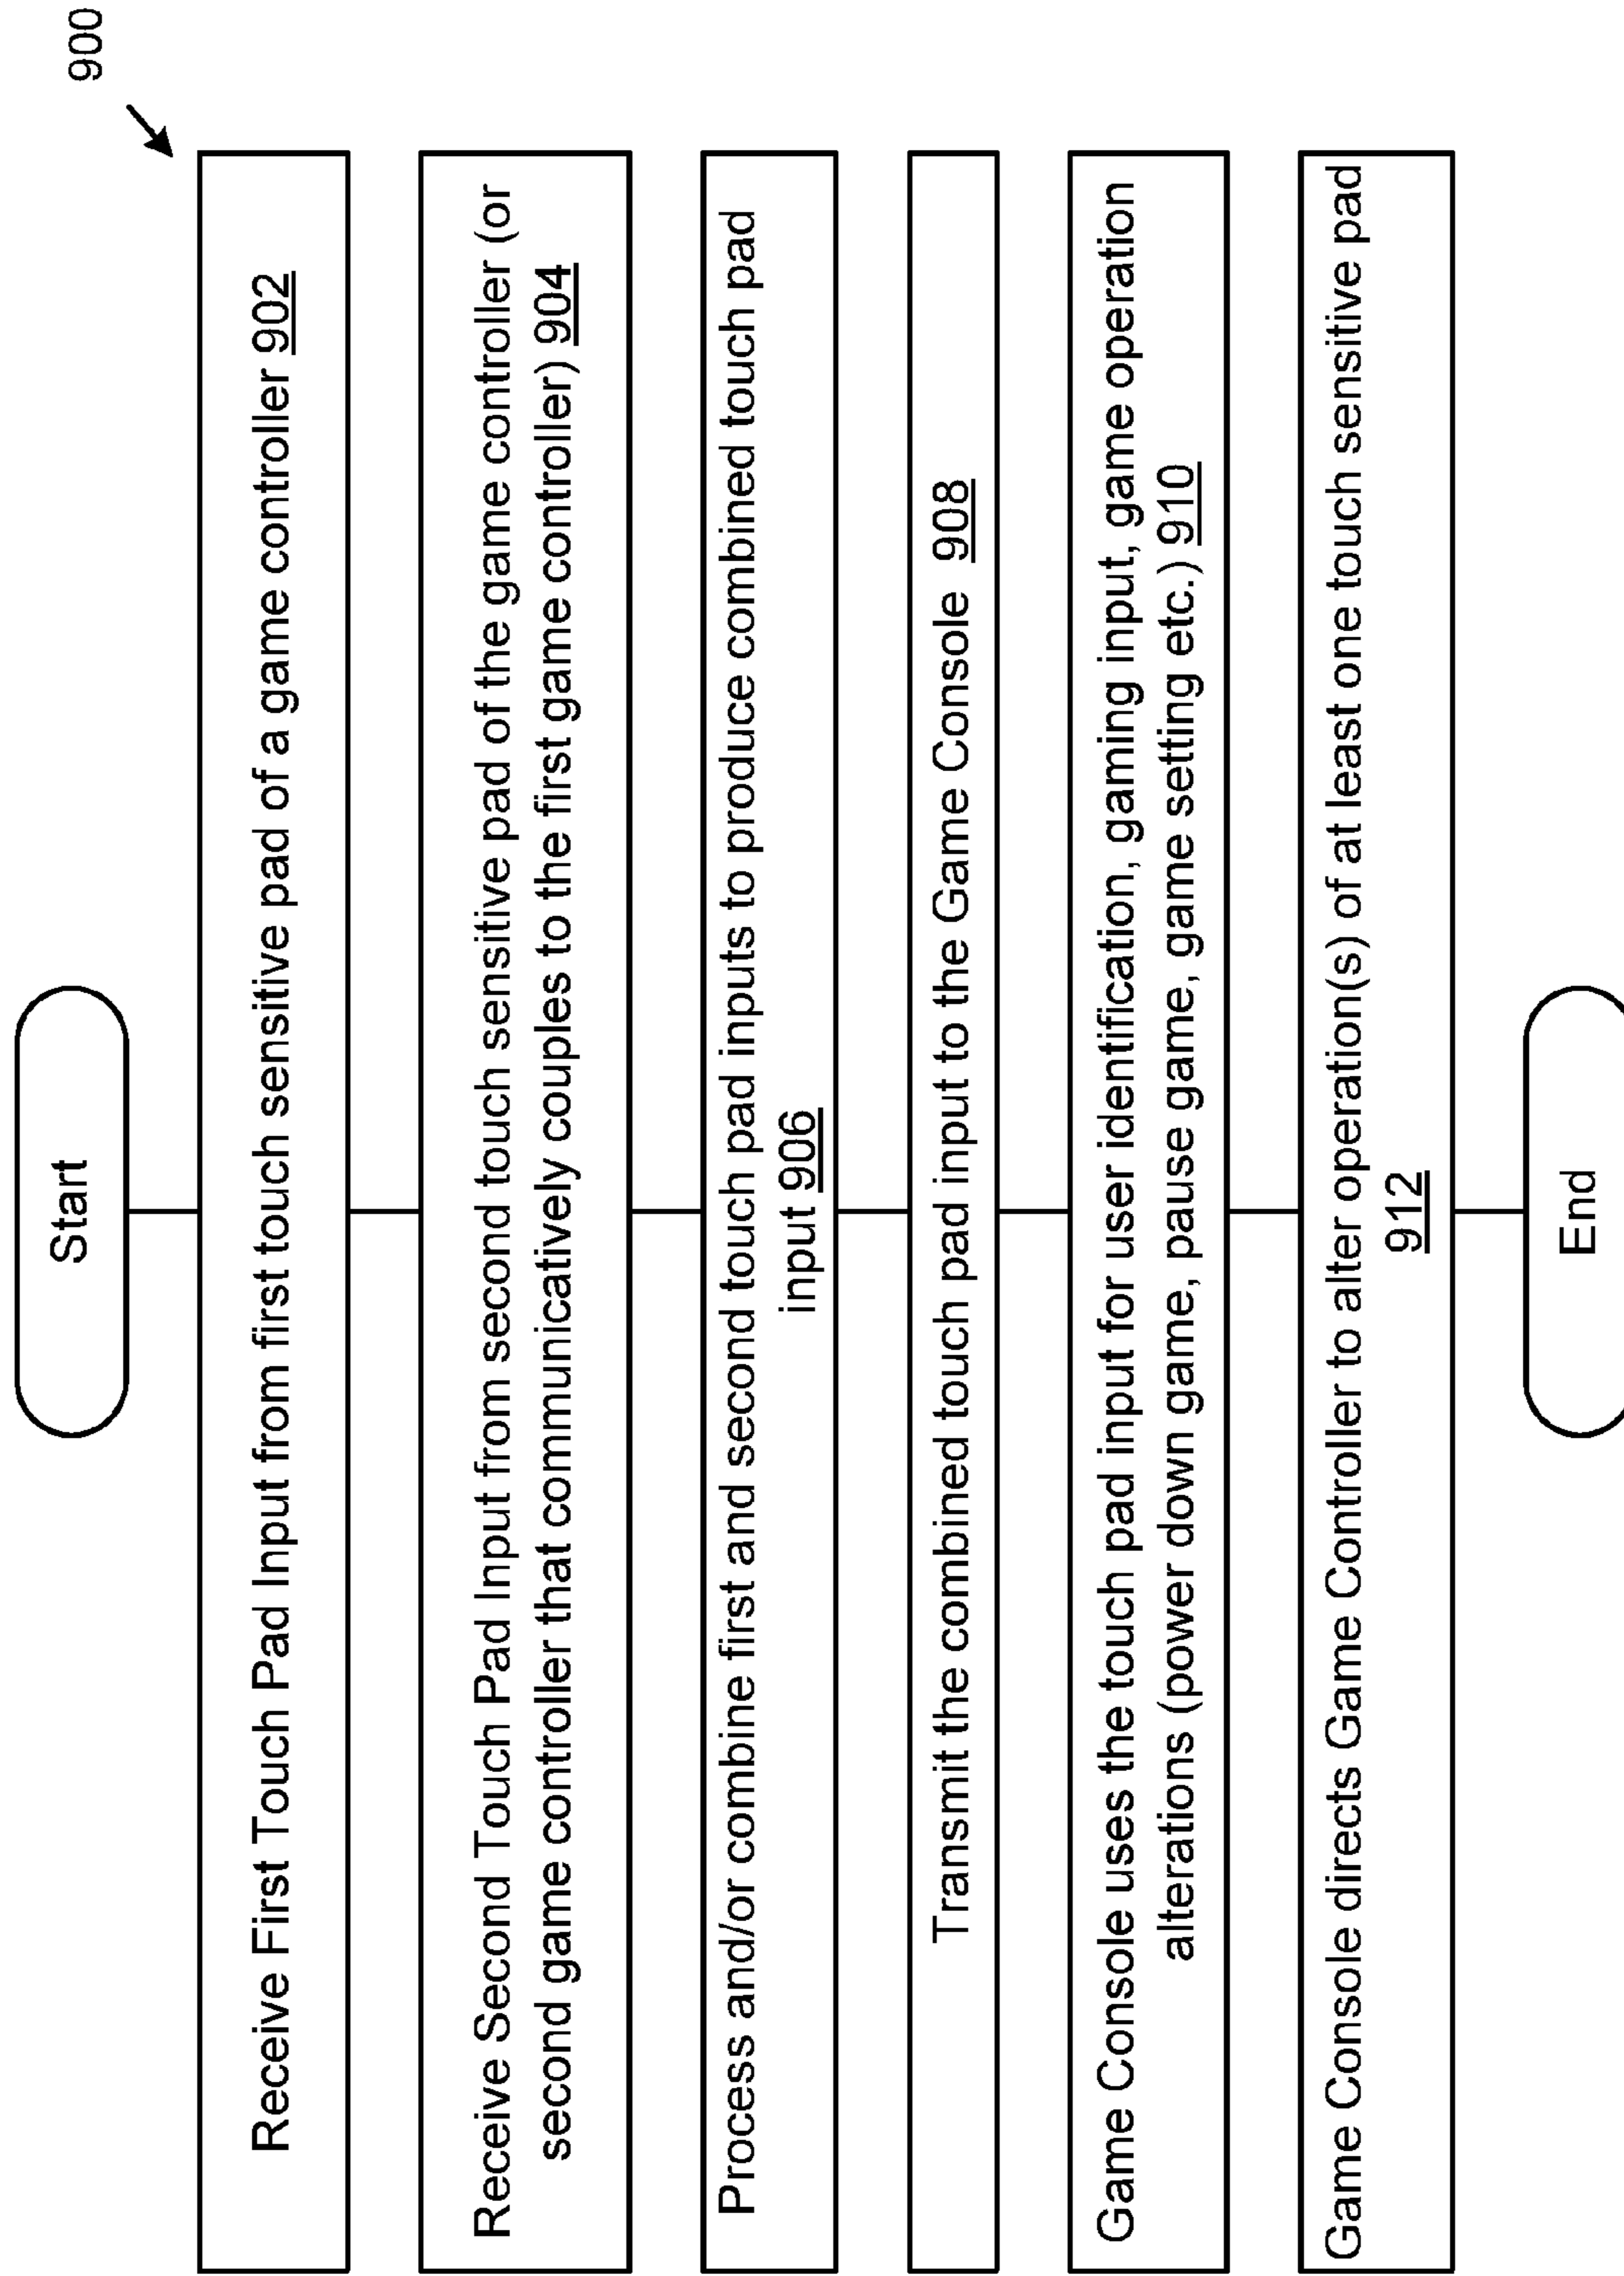 900
Start
Receive First Touch Pad Input from first touch sensitive pad of a game controller 902
Receive Second Touch Pad Input from second touch sensitive pad of the game controller (or
second game controller that communicatively couples to the first game controller) 904
Process and/or combine first and second touch pad inputs to produce combined touch pad
input 906
Transmit the combined touch pad input to the Game Console 908
Game Console uses the touch pad input for user identification, gaming input, game operation
alterations (power down game, pause game, game setting etc.) 910
Game Console directs Game Controller to alter operation(s) of at least one touch sensitive pad
912
End